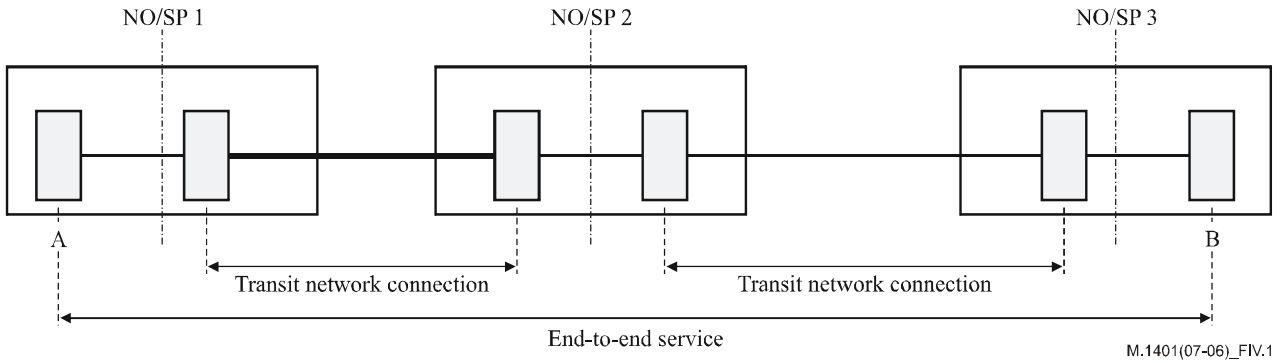 NO/SP 1
NO/SP 2
NO/SP 3
A
B
Transit network connection
Transit network connection
End-to-end service
M.1401(07-06)_FIV.1